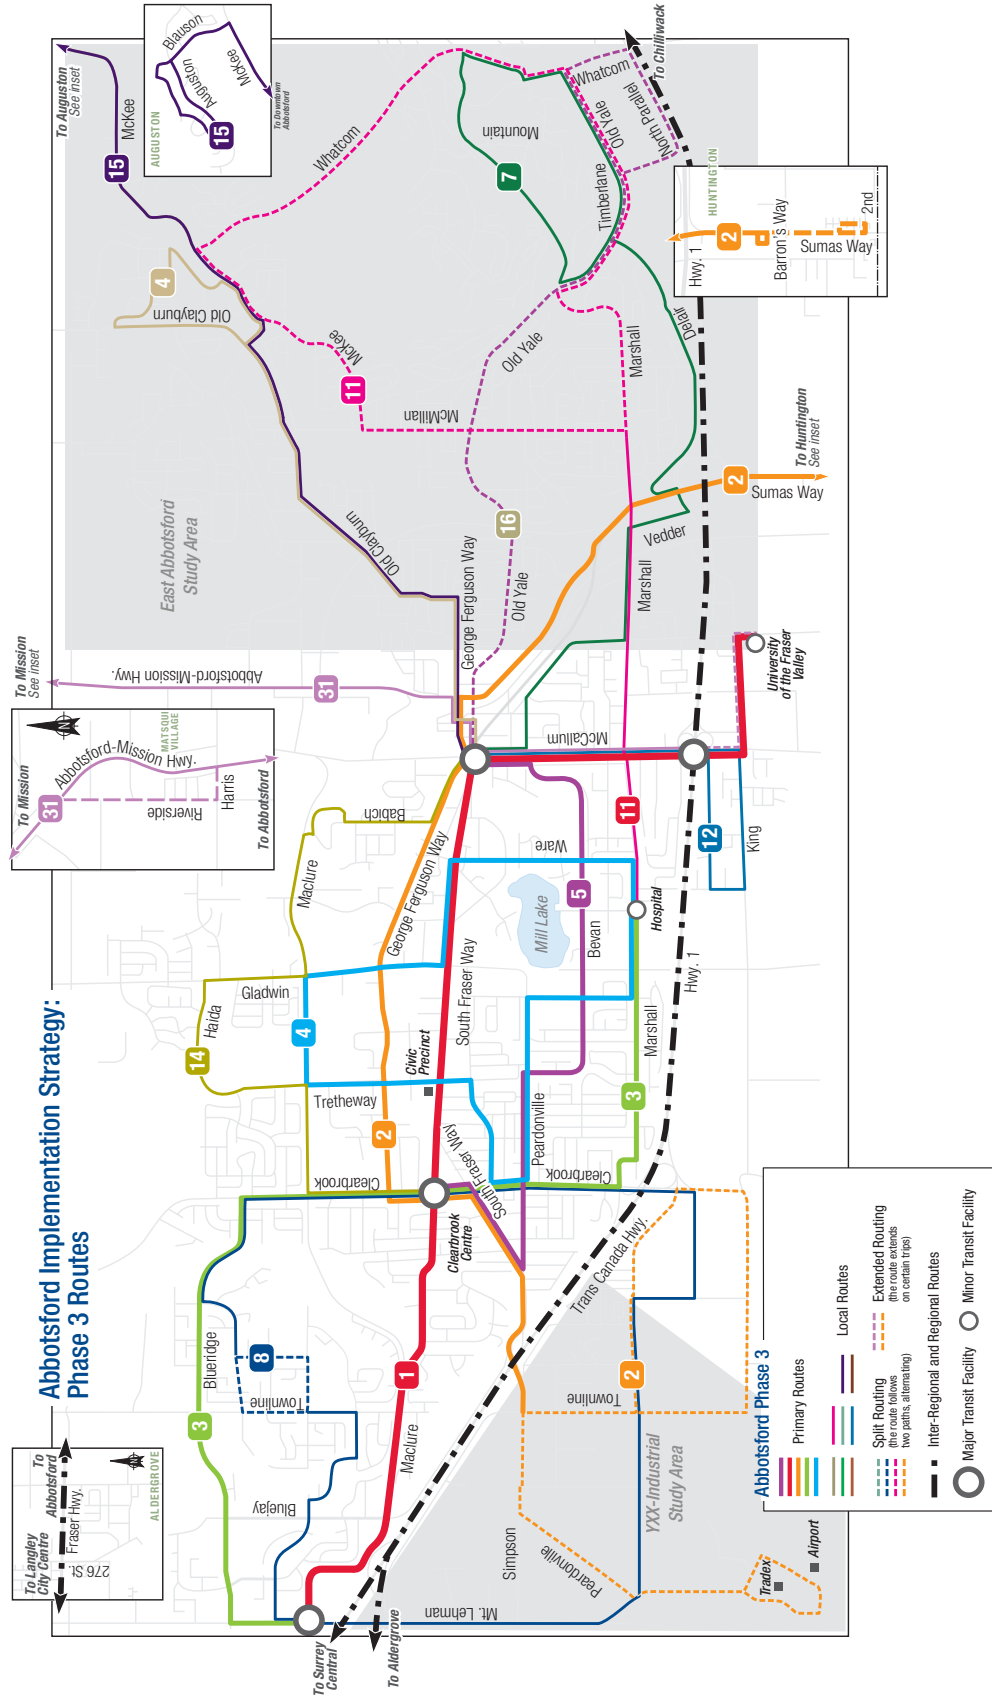 Abbotsford Implementation Strategy:
Phase 3 Routes
To Langley
City Centre
To
Abbotsford
Fraser Hwy.
276 St.
ALDERGROVE
N
To Mission
31
Abbotsford-Mission Hwy.
MATSQUI
VILLAGE
Riverside
Harris
To Abbotsford
N
To Mission
See inset
31
Abbotsford-Mission Hwy.
To Auguston
See inset
McKee
15
Blauson
Auguston
McKee
15
AUGUSTON
To Downtown
Abbotsford
East Abbotsford
Study Area
Whatcom
4
Old Clayburn
McKee
11
McMillan
Old Clayburn
Mountain
7
Whatcom
Old Yale
North Parallel
Timberlane
To Chilliwack
Old Yale
Marshall
Delair
16
Old Yale
George Ferguson Way
Marshall
Vedder
2
Sumas Way
To Huntington
See inset
HUNTINGTON
2
Hwy. 1
Barron's Way
Sumas Way
2nd
McCallum
University
of the Fraser
Valley
11
12
King
Babich
Maclure
George Ferguson Way
Ware
Mill Lake
5
Bevan
Hospital
Hwy. 1
South Fraser Way
Haida
14
Gladwin
4
Tretheway
2
Civic
Precinct
Marshall
3
Peardonville
Clearbrook
South Fraser Way
Clearbrook
Clearbrook
Centre
Trans Canada Hwy.
Blueridge
3
8
Townline
Bluejay
1
Maclure
Townline
2
YXX-Industrial
Study Area
Simpson
Peardonville
Mt. Lehman
Tradex
Airport
To Surrey
Central
To Aldergrove
Abbotsford Phase 3
Primary Routes
Local Routes
Split Routing
(the route follows
two paths, alternating)
Extended Routing
(the route extends
on certain trips)
Inter-Regional and Regional Routes
Major Transit Facility
Minor Transit Facility